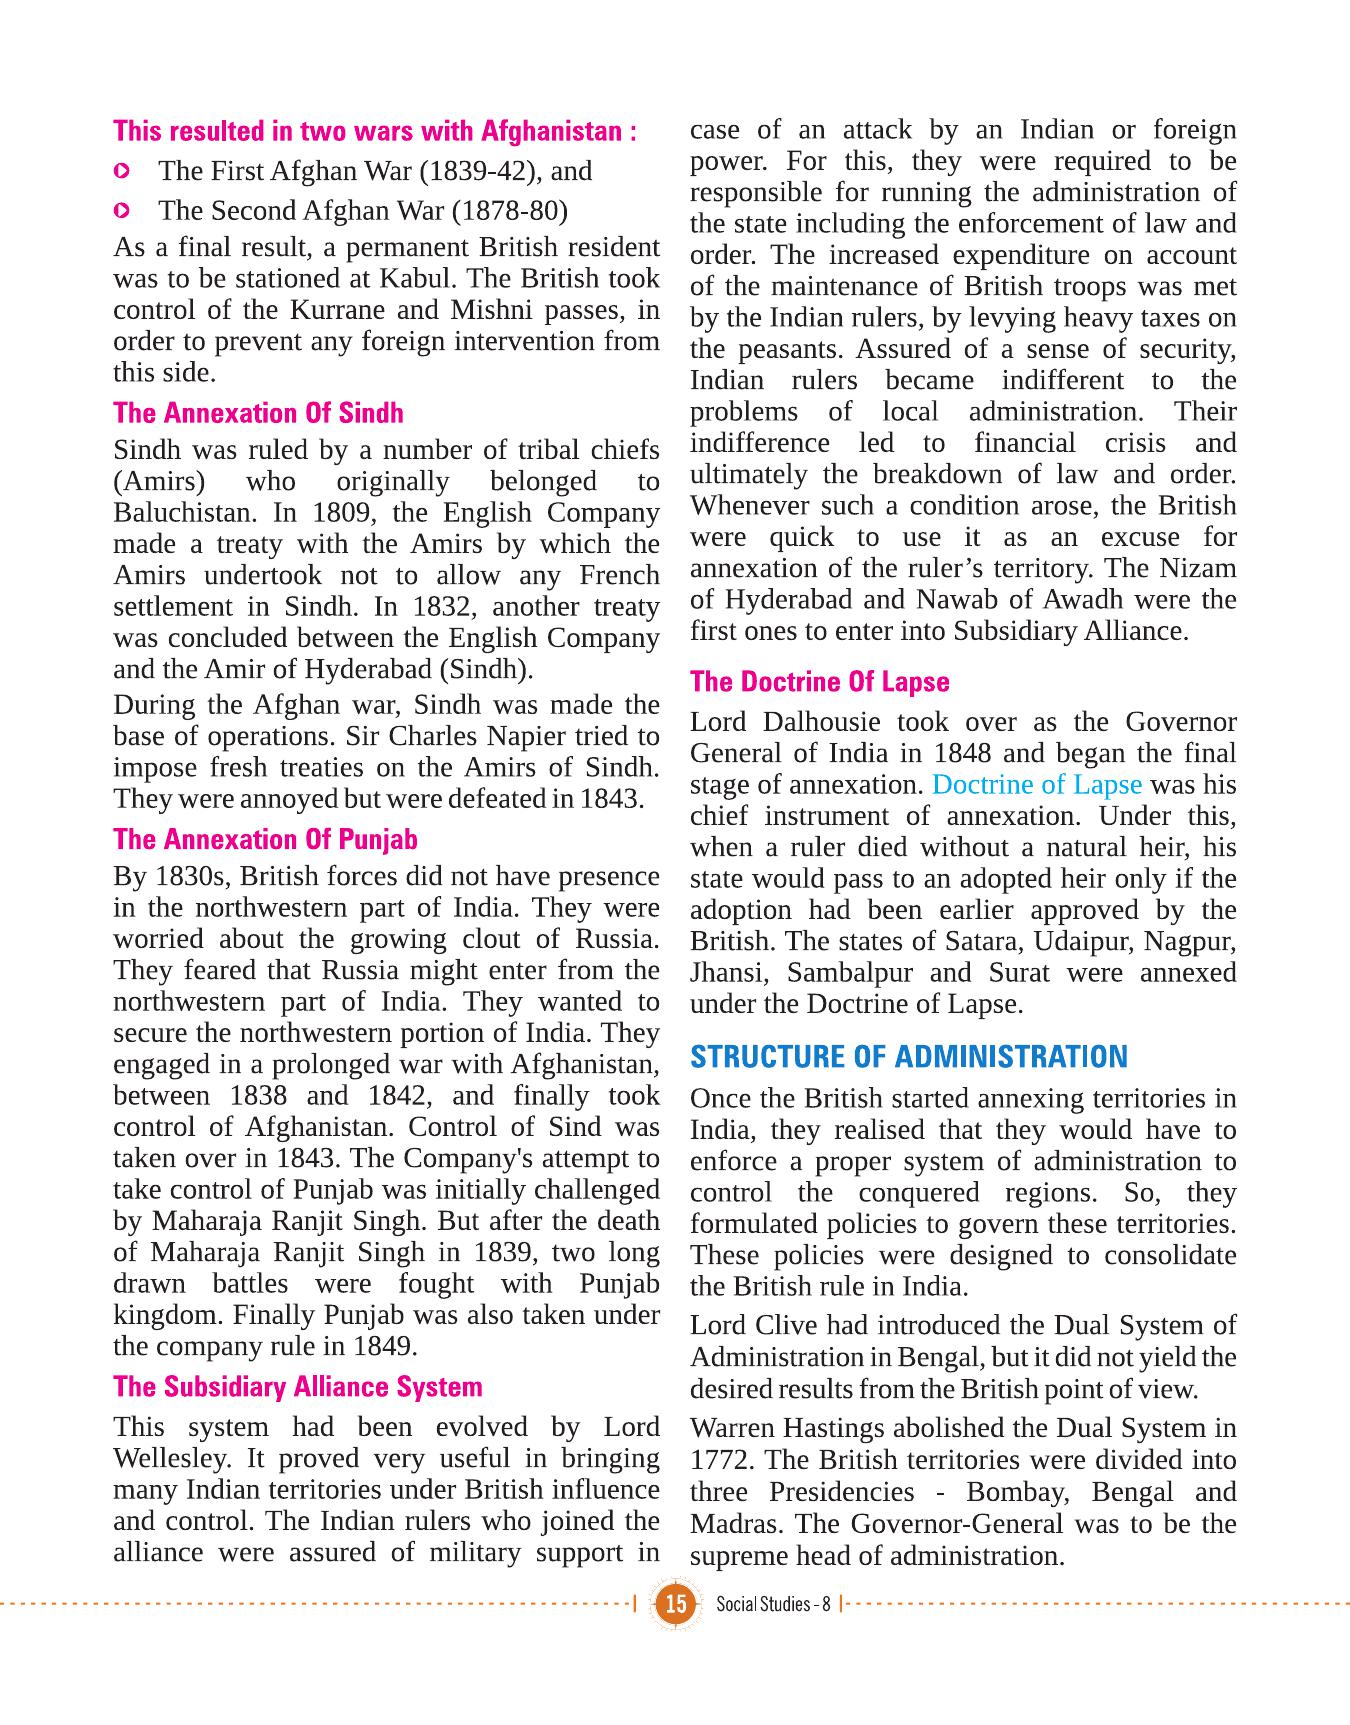 This resulted in two wars with Afghanistan :
The First Afghan War (1839-42), and
The Second Afghan War (1878-80)
As a final result, a permanent British resident
was to be stationed at Kabul. The British took
control of the Kurrane and Mishni passes, in
order to prevent any foreign intervention from
this side.
The Annexation Of Sindh
Sindh was ruled by a number of tribal chiefs
(Amirs) who originally belonged to
Baluchistan. In 1809, the English Company
made a treaty with the Amirs by which the
Amirs undertook not to allow any French
settlement in Sindh. In 1832, another treaty
was concluded between the English Company
and the Amir of Hyderabad (Sindh).
During the Afghan war, Sindh was made the
base of operations. Sir Charles Napier tried to
impose fresh treaties on the Amirs of Sindh.
They were annoyed but were defeated in 1843.
The Annexation Of Punjab
By 1830s, British forces did not have presence
in the northwestern part of India. They were
worried about the growing clout of Russia.
They feared that Russia might enter from the
northwestern part of India. They wanted to
secure the northwestern portion of India. They
engaged in a prolonged war with Afghanistan,
between 1838 and 1842, and finally took
control of Afghanistan. Control of Sind was
taken over in 1843. The Company's attempt to
take control of Punjab was initially challenged
by Maharaja Ranjit Singh. But after the death
of Maharaja Ranjit Singh in 1839, two long
drawn battles were fought with Punjab
kingdom. Finally Punjab was also taken under
the company rule in 1849.
The Subsidiary Alliance System
This system had been evolved by Lord
Wellesley. It proved very useful in bringing
many Indian territories under British influence
and control. The Indian rulers who joined the
alliance were assured of military support in
case of an attack by an Indian or foreign
power. For this, they were required to be
responsible for running the administration of
the state including the enforcement of law and
order. The increased expenditure on account
of the maintenance of British troops was met
by the Indian rulers, by levying heavy taxes on
the peasants. Assured of a sense of security,
Indian rulers became indifferent to the
problems of local administration. Their
indifference led to financial crisis and
ultimately the breakdown of law and order.
Whenever such a condition arose, the British
were quick to use it as an excuse for
annexation of the ruler’s territory. The Nizam
of Hyderabad and Nawab of Awadh were the
first ones to enter into Subsidiary Alliance.
The Doctrine Of Lapse
Lord Dalhousie took over as the Governor
General of India in 1848 and began the final
stage of annexation. Doctrine of Lapse was his
chief instrument of annexation. Under this,
when a ruler died without a natural heir, his
state would pass to an adopted heir only if the
adoption had been earlier approved by the
British. The states of Satara, Udaipur, Nagpur,
Jhansi, Sambalpur and Surat were annexed
under the Doctrine of Lapse.
STRUCTURE OF ADMINISTRATION
Once the British started annexing territories in
India, they realised that they would have to
enforce a proper system of administration to
control the conquered regions. So, they
formulated policies to govern these territories.
These policies were designed to consolidate
the British rule in India.
Lord Clive had introduced the Dual System of
Administration in Bengal, but it did not yield the
desired results from the British point of view.
Warren Hastings abolished the Dual System in
1772. The British territories were divided into
three Presidencies - Bombay, Bengal and
Madras. The Governor-General was to be the
supreme head of administration.
15 Social Studies - 8